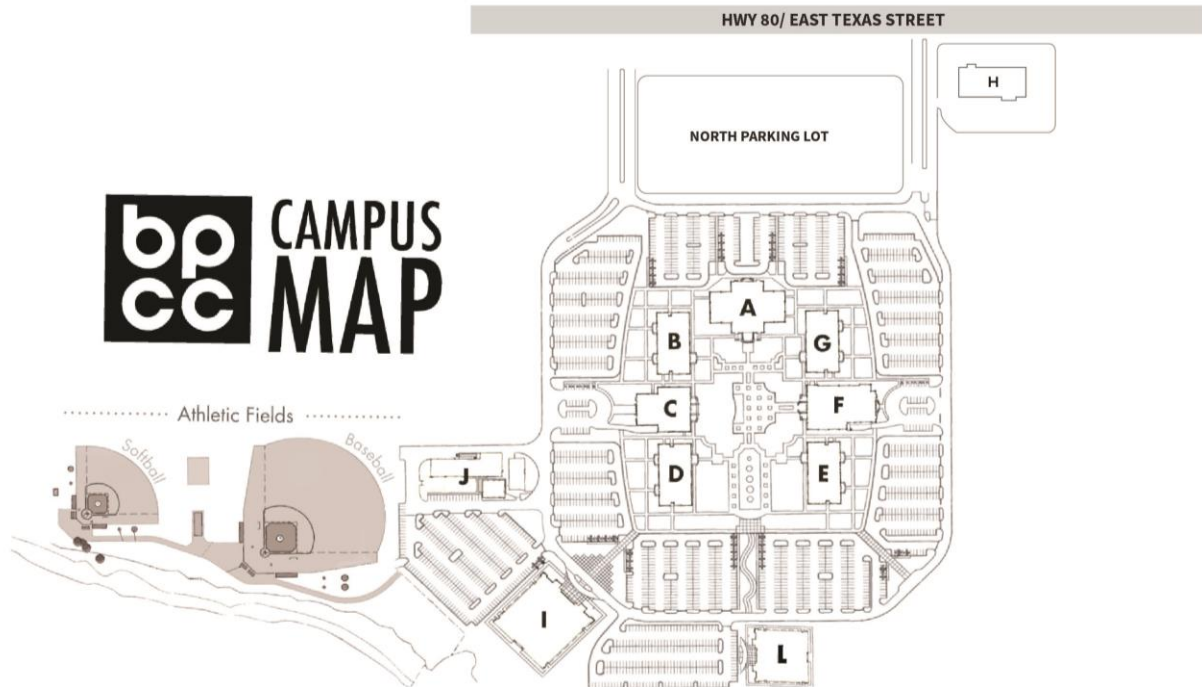 HWY 80/ EAST TEXAS STREET
H
NORTH PARKING LOT
bp
cc
CAMPUS
MAP
A
B
G
C
F
Athletic Fields
Softball
Baseball
J
D
E
I
L